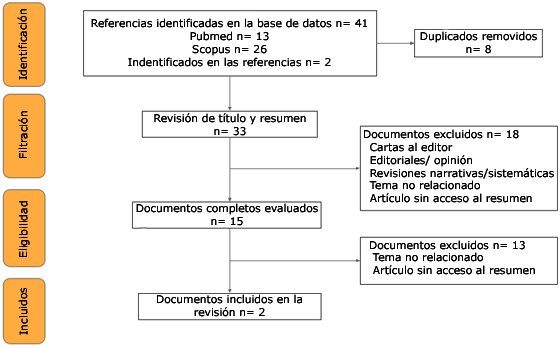 Identificación
Referencias identificadas en la base de datos n= 41
Pubmed n= 13
Scopus n= 26
Indentificados en las referencias n= 2
Duplicados removidos
n= 8
Filtración
Revisión de título y resumen
n= 33
Documentos excluidos n= 18
Cartas al editor
Editoriales/ opinión
Revisiones narrativas/sistemáticas
Tema no relacionado
Artículo sin acceso al resumen
Eligibilidad
Documentos completos evaluados
n= 15
Documentos excluidos n= 13
Tema no relacionado
Artículo sin acceso al resumen
Incluidos
Documentos incluidos en la
revisión n= 2